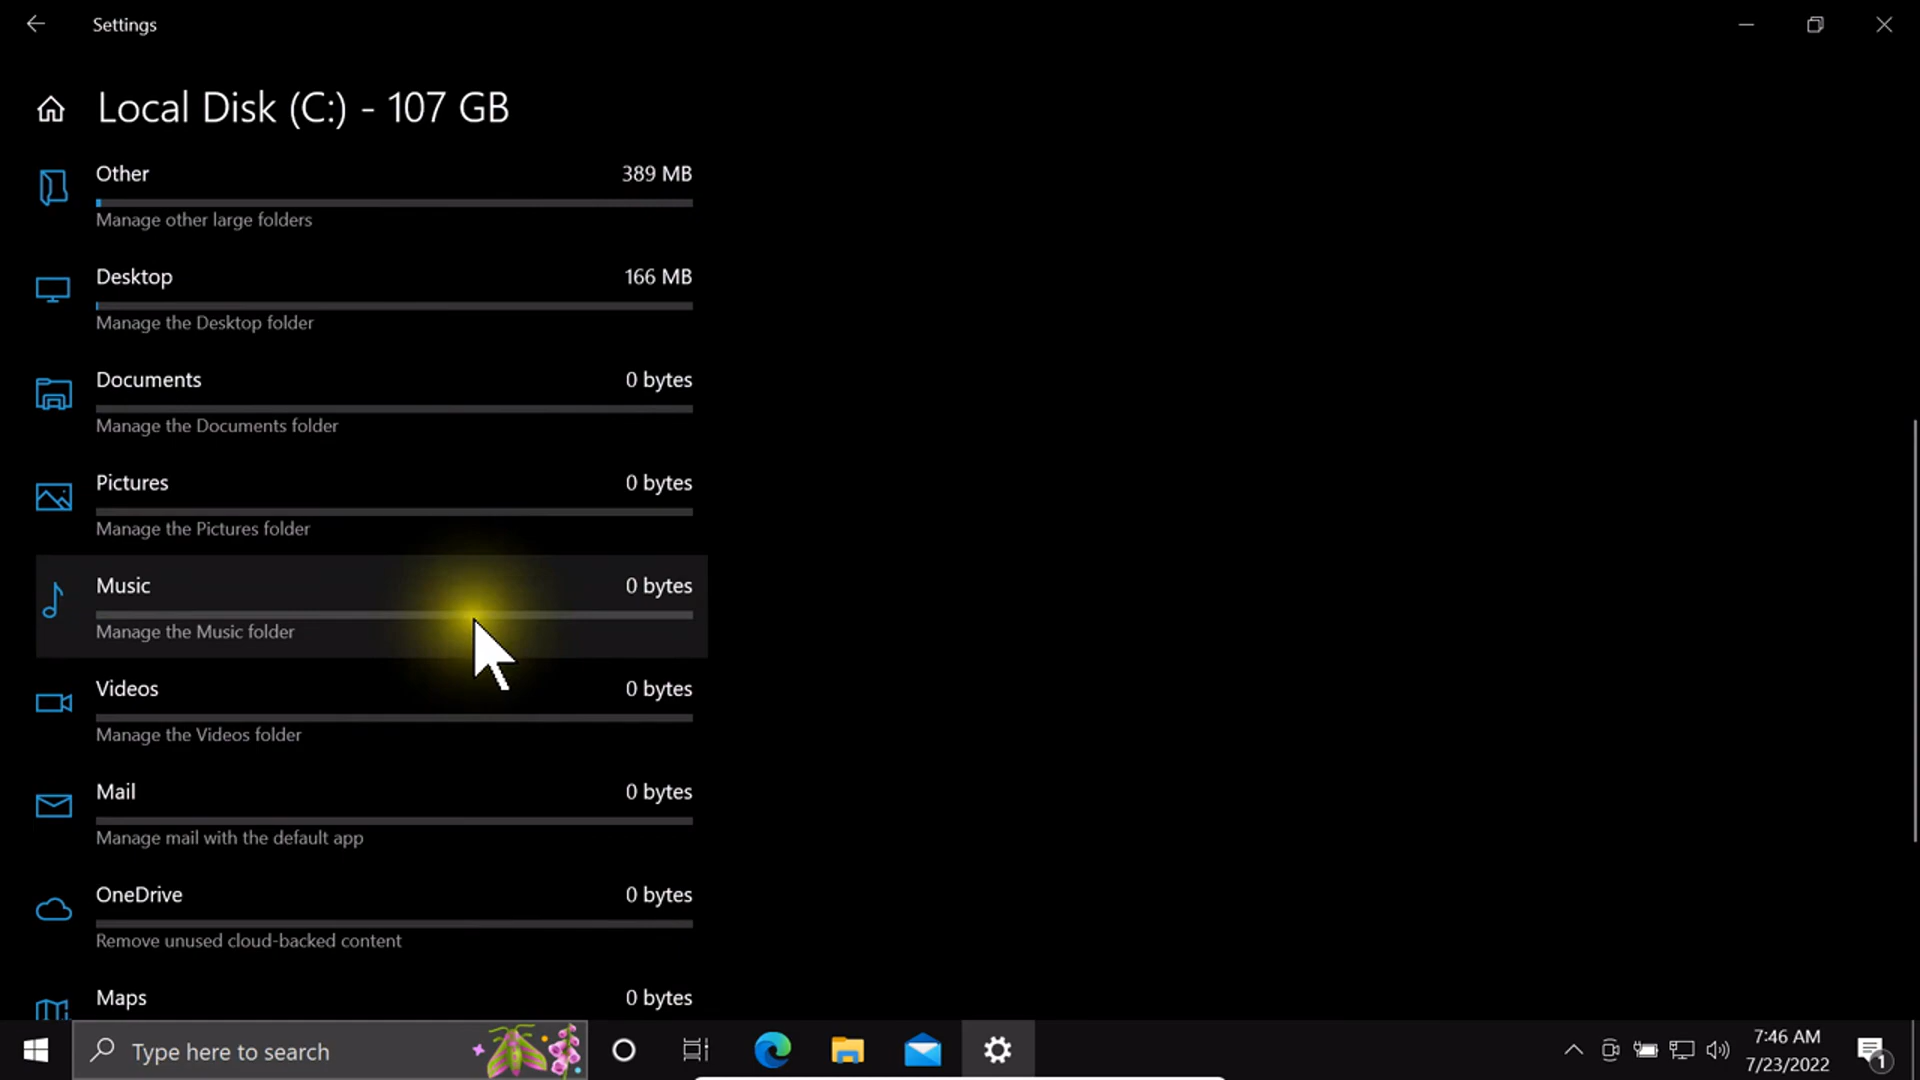 Settings
Local Disk (C:) - 107 GB
Other 389 MB
Manage other large folders
Desktop 166 MB
Manage the Desktop folder
Documents 0 bytes
Manage the Documents folder
Pictures 0 bytes
Manage the Pictures folder
Music 0 bytes
Manage the Music folder
Videos 0 bytes
Manage the Videos folder
Mail 0 bytes
Manage mail with the default app
OneDrive 0 bytes
Remove unused cloud-backed content
Maps 0 bytes
Type here to search
7:46 AM
7/23/2022
1